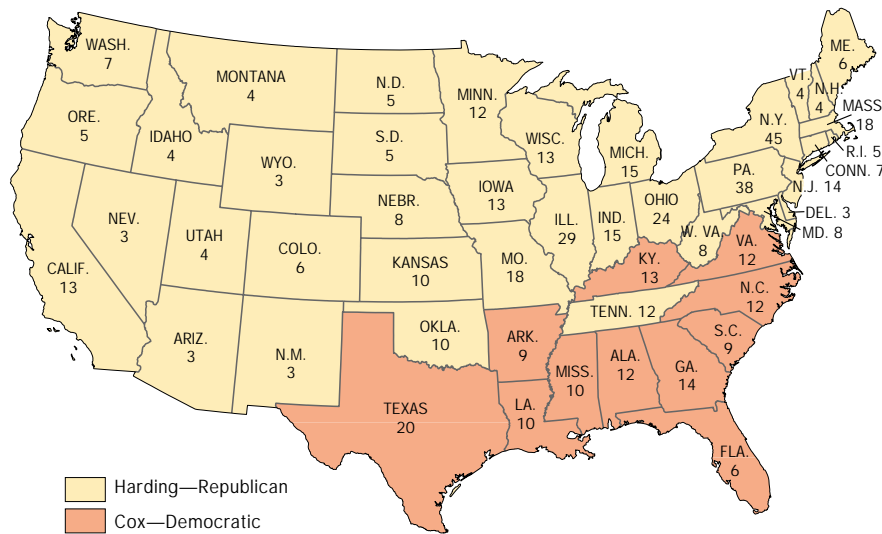 WASH.
7
MONTANA
4
N.D.
5
MINN.
12
ME.
6
VT.
4
N.H.
4
MASS
18
ORE.
5
IDAHO
4
S.D.
5
WISC.
13
MICH.
15
N.Y.
45
R.I. 5
CONN. 7
WYO.
3
NEBR.
8
IOWA
13
PA.
38
N.J. 14
NEV.
3
UTAH
4
COLO.
6
ILL.
29
IND.
15
OHIO
24
W. VA.
8
DEL. 3
MD. 8
CALIF.
13
KANSAS
10
MO.
18
KY.
13
VA.
12
ARIZ.
3
N.M.
3
OKLA.
10
ARK.
9
TENN. 12
N.C.
12
S.C.
9
TEXAS
20
LA.
10
MISS.
10
ALA.
12
GA.
14
FLA.
6
Harding—Republican
Cox—Democratic